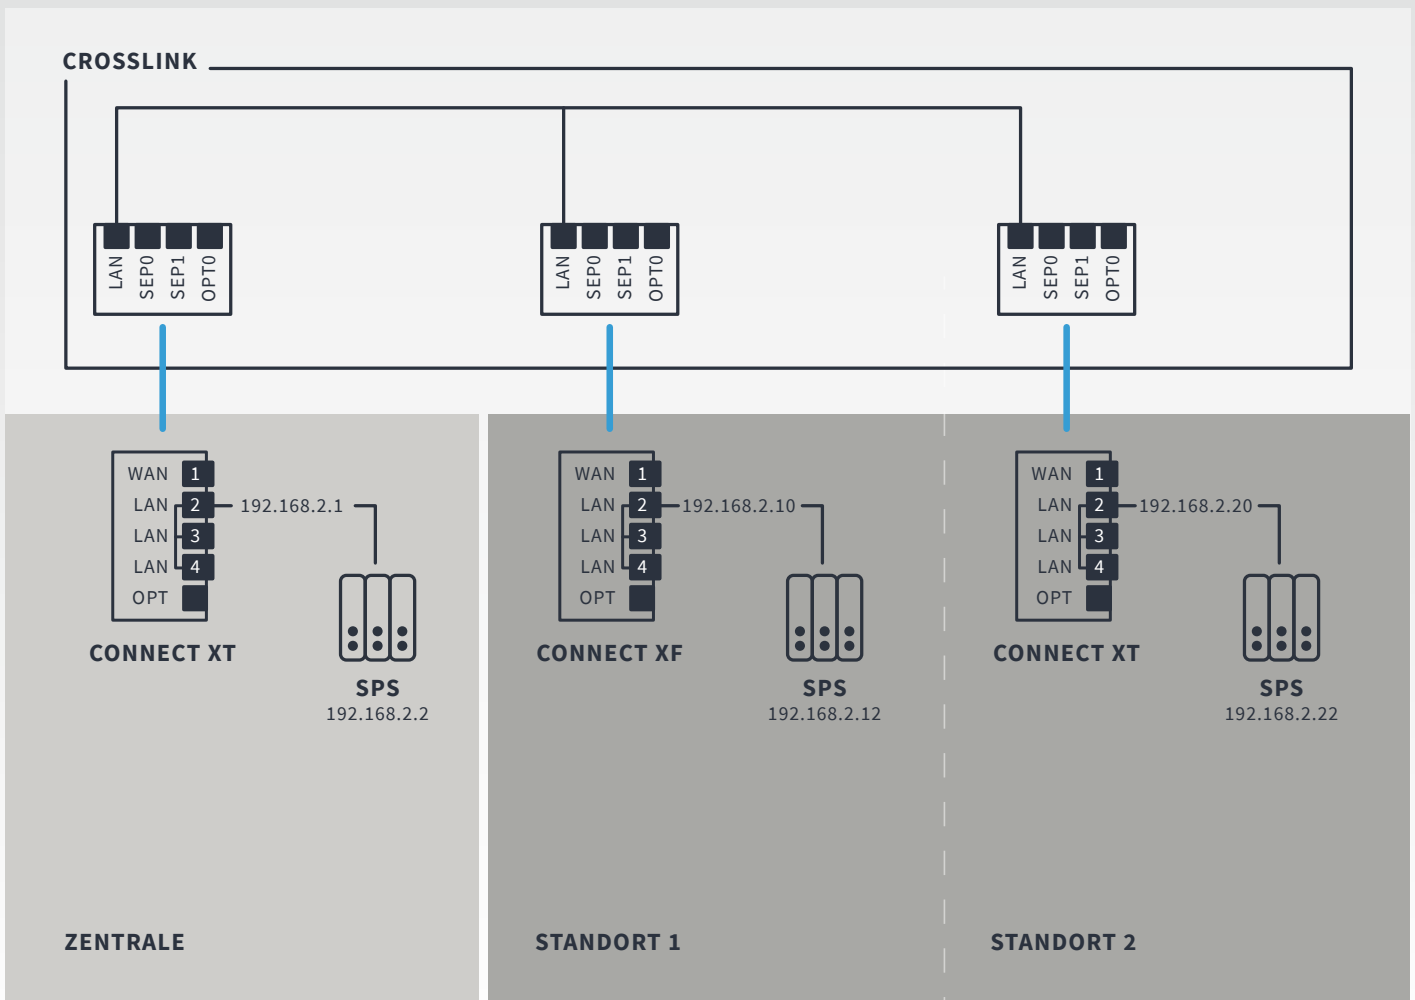 CROSSLINK
LAN SEP0 SEP1 OPT0
LAN SEP0 SEP1 OPT0
LAN SEP0 SEP1 OPT0
WAN 1
LAN 2 192.168.2.1
LAN 3
LAN 4
OPT
CONNECT XT
SPS
192.168.2.2
ZENTRALE
WAN 1
LAN 2 192.168.2.10
LAN 3
LAN 4
OPT
CONNECT XF
SPS
192.168.2.12
STANDORT 1
WAN 1
LAN 2 192.168.2.20
LAN 3
LAN 4
OPT
CONNECT XT
SPS
192.168.2.22
STANDORT 2